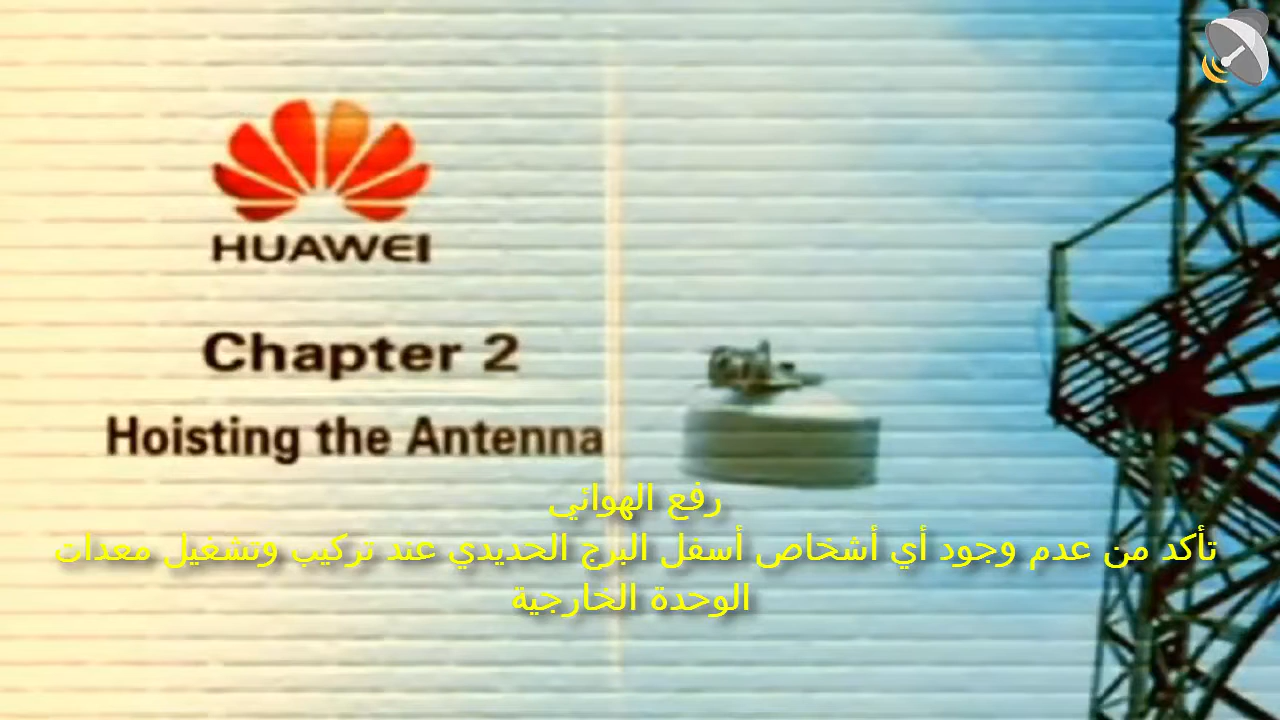 HUAWEI
Chapter 2
Hoisting the Antenna
رفع الهوائي
تأكد من عدم وجود أي أشخاص أسفل البرج الحديدي عند تركيب وتشغيل معدات
الوحدة الخارجية